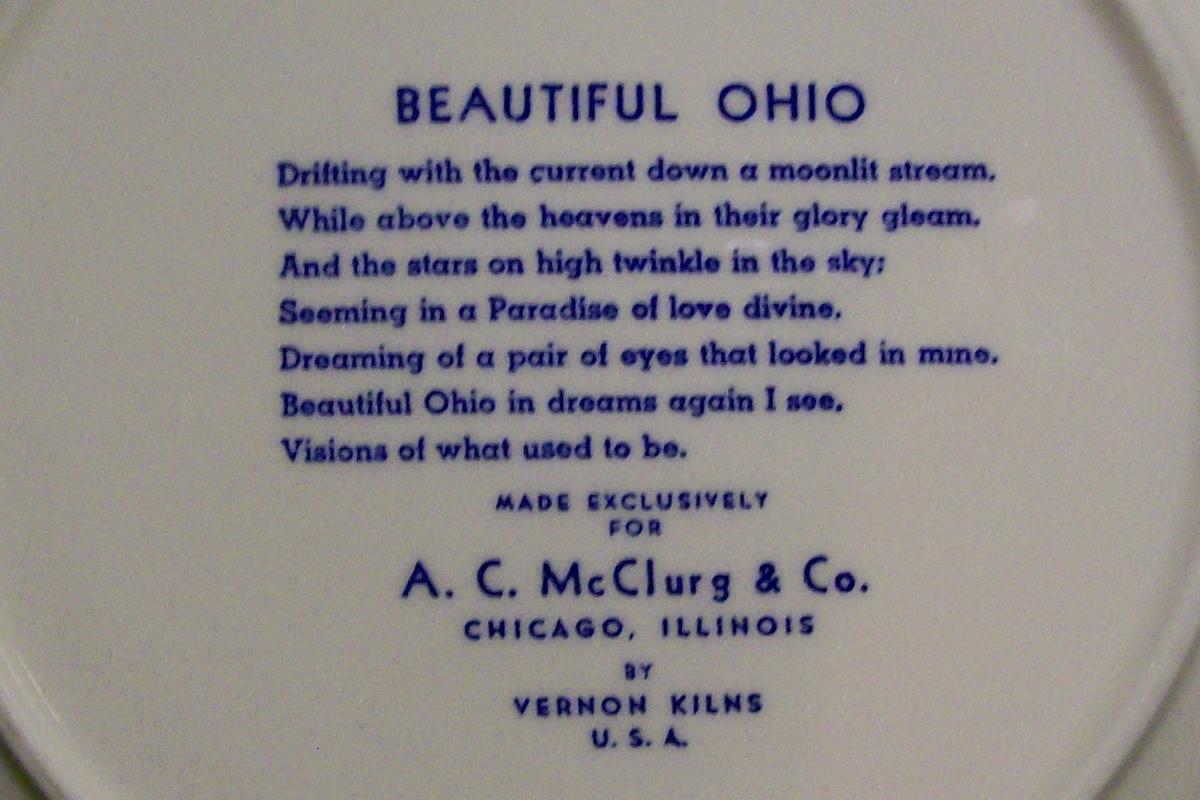 BEAUTIFUL OHIO
Drifting with the current down a moonlit stream.
While above the heavens in their glory gleam.
And the stars on high twinkle in the sky;
Seeming in a Paradise of love divine.
Dreaming of a pair of eyes that looked in mine.
Beautiful Ohio in dreams again I see.
Visions of what used to be.
MADE EXCLUSIVELY
FOR
A. C. McClurg & Co.
CHICAGO, ILLINOIS
BY
VERNON KILNS
U. S. A.